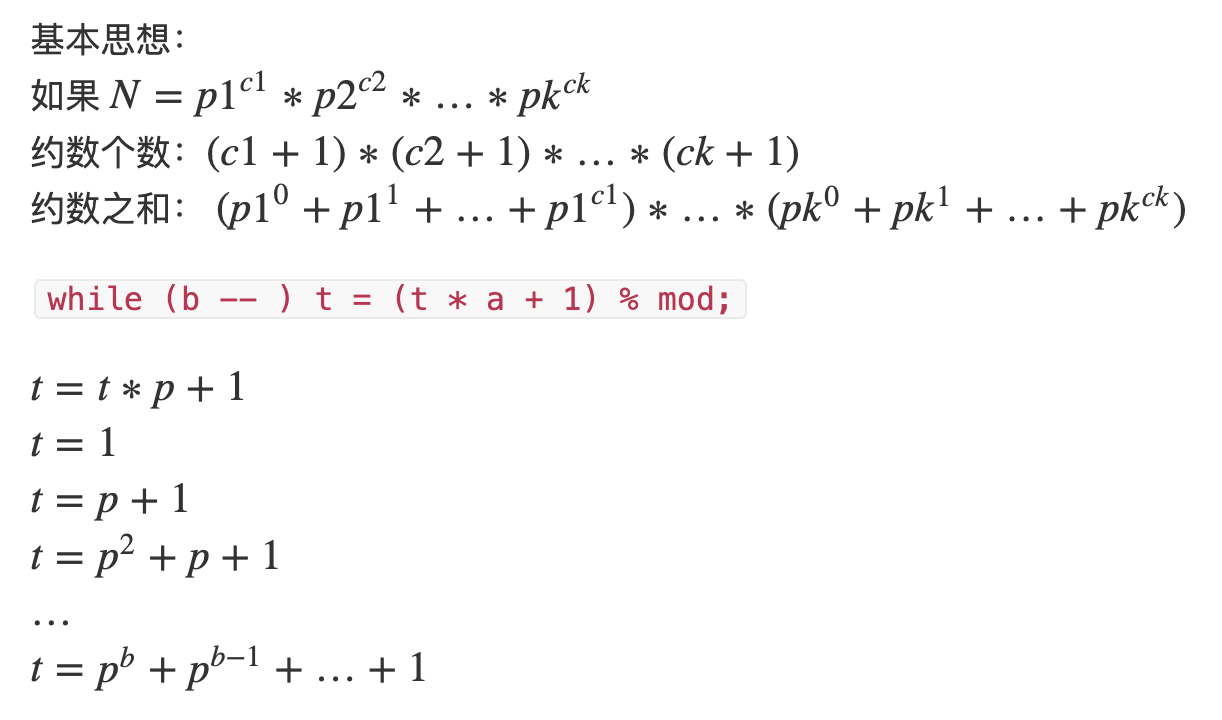 基本思想：
如果 $N = p1^{c1} * p2^{c2} * \ldots * pk^{ck}$
约数个数： $(c1 + 1) * (c2 + 1) * \ldots * (ck + 1)$
约数之和： $(p1^0 + p1^1 + \ldots + p1^{c1}) * \ldots * (pk^0 + pk^1 + \ldots + pk^{ck})$
while (b -- ) t = (t * a + 1) % mod;
$t = t * p + 1$
$t = 1$
$t = p + 1$
$t = p^2 + p + 1$
…
$t = p^b + p^{b-1} + \ldots + 1$